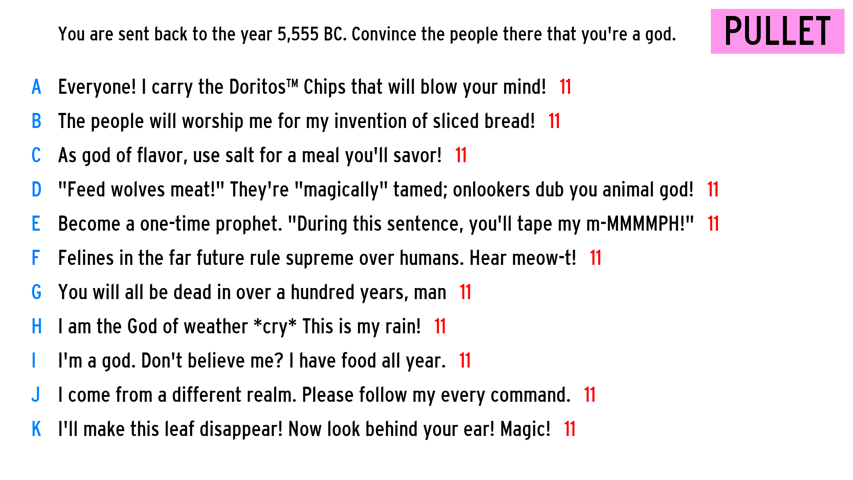 You are sent back to the year 5,555 BC. Convince the people there that you're a god.
PULLET
A Everyone! I carry the Doritos™ Chips that will blow your mind! 11
B The people will worship me for my invention of sliced bread! 11
C As god of flavor, use salt for a meal you'll savor! 11
D "Feed wolves meat!" They're "magically" tamed; onlookers dub you animal god! 11
E Become a one-time prophet. "During this sentence, you'll tape my m-MMMMPH!" 11
F Felines in the far future rule supreme over humans. Hear meow-t! 11
G You will all be dead in over a hundred years, man 11
H I am the God of weather *cry* This is my rain! 11
I I'm a god. Don't believe me? I have food all year. 11
J I come from a different realm. Please follow my every command. 11
K I'll make this leaf disappear! Now look behind your ear! Magic! 11